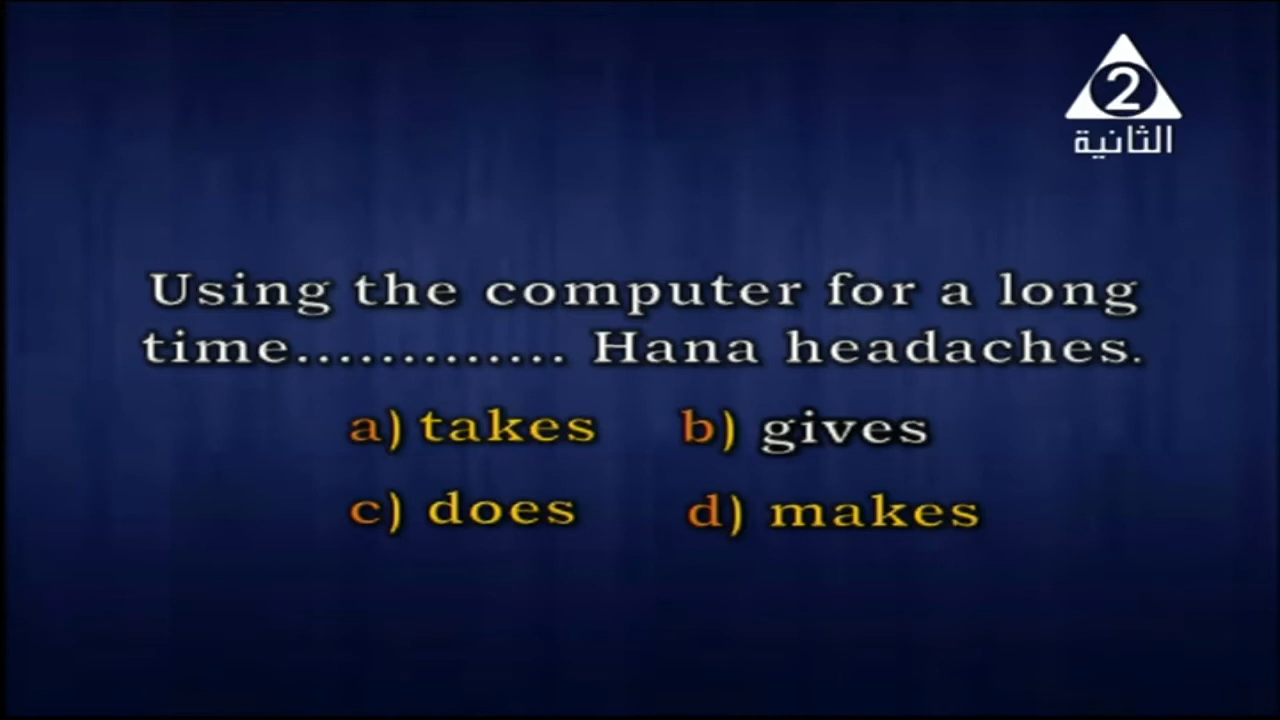 2
الثانية
Using the computer for a long
time............. Hana headaches.
a) takes b) gives
c) does d) makes